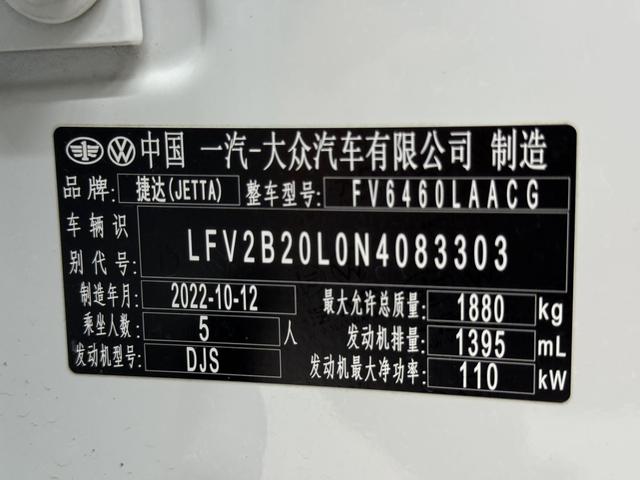 中国 一汽-大众汽车有限公司 制造
品牌: 捷达(JETTA) 整车型号: FV6460LAACG
车辆识别代号: LFV2B20L0N4083303
制造年月: 2022-10-12 最大允许总质量: 1880 kg
乘坐人数: 5 人 发动机排量: 1395 mL
发动机型号: DJS 发动机最大净功率: 110 kW